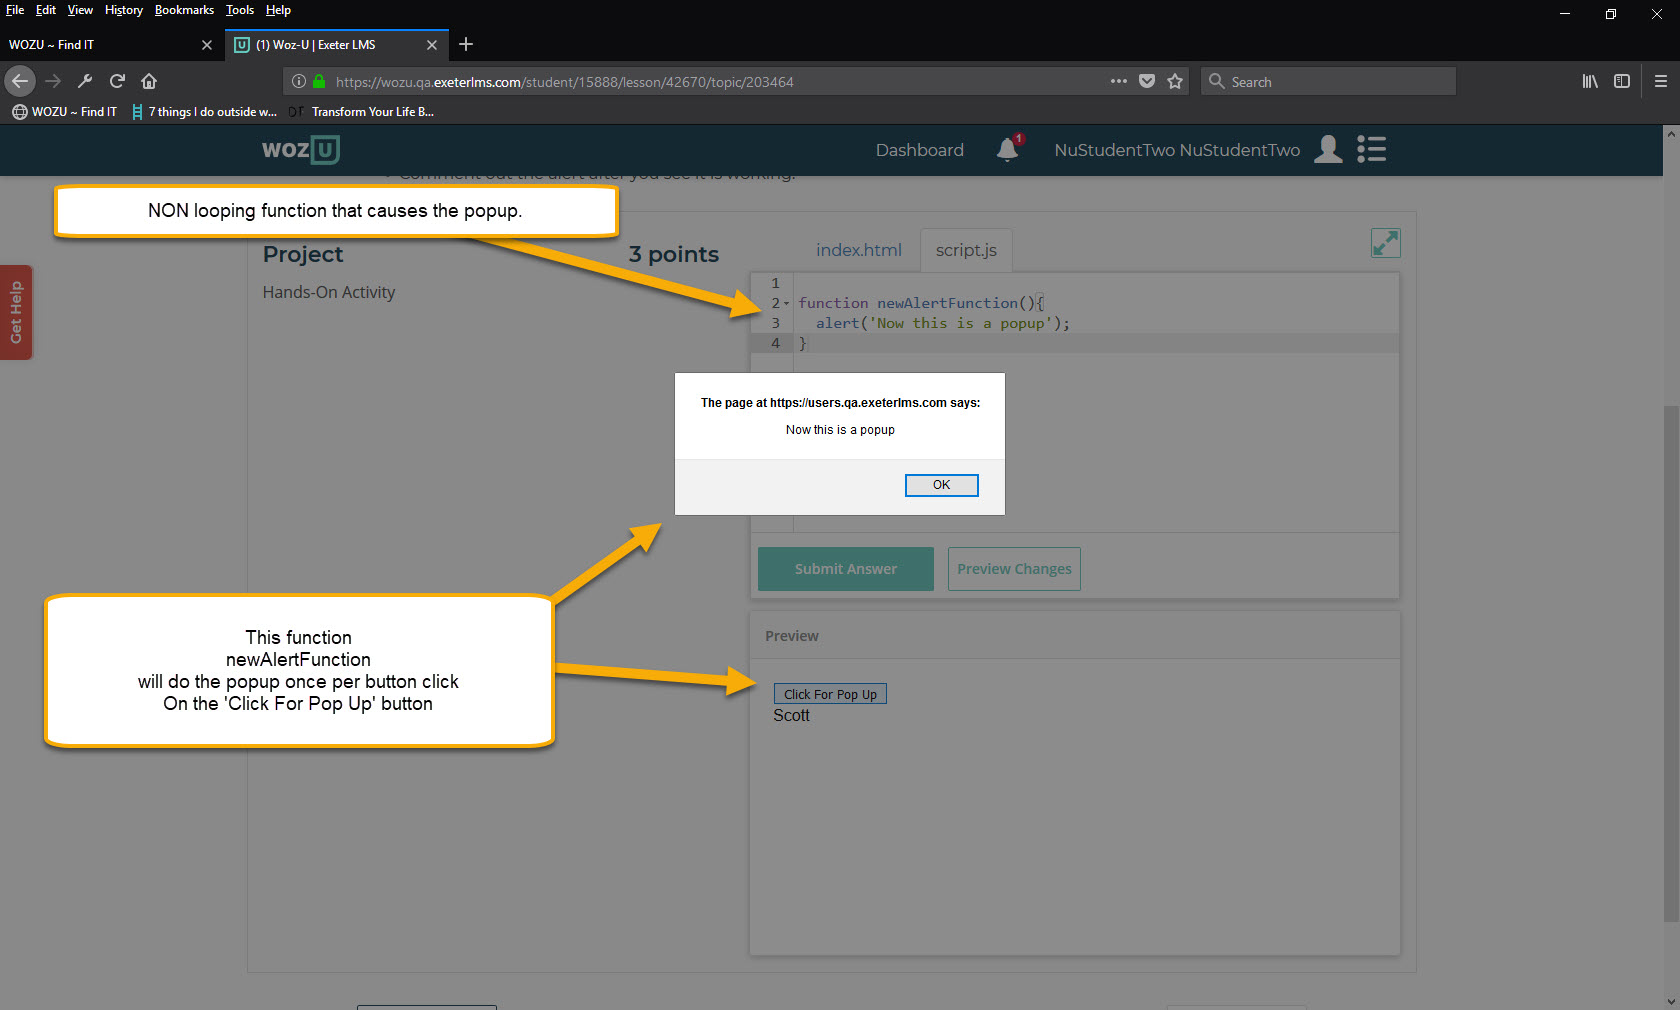 File Edit View History Bookmarks Tools Help
WOZU ~ Find IT
(1) Woz-U | Exeter LMS
https://wozu.qa.exeterlms.com/student/15888/lesson/42670/topic/203464
Search
WOZU ~ Find IT
7 things I do outside w...
Transform Your Life B...
WOZ U
Dashboard
1
NuStudentTwo NuStudentTwo
Comment out the alert after you see it is working.
NON looping function that causes the popup.
Project
3 points
Hands-On Activity
Get Help
index.html
script.js
1
2 function newAlertFunction(){
3 alert('Now this is a popup');
4 }
The page at https://users.qa.exeterlms.com says:
Now this is a popup
OK
Submit Answer
Preview Changes
This function
newAlertFunction
will do the popup once per button click
On the 'Click For Pop Up' button
Preview
Click For Pop Up
Scott